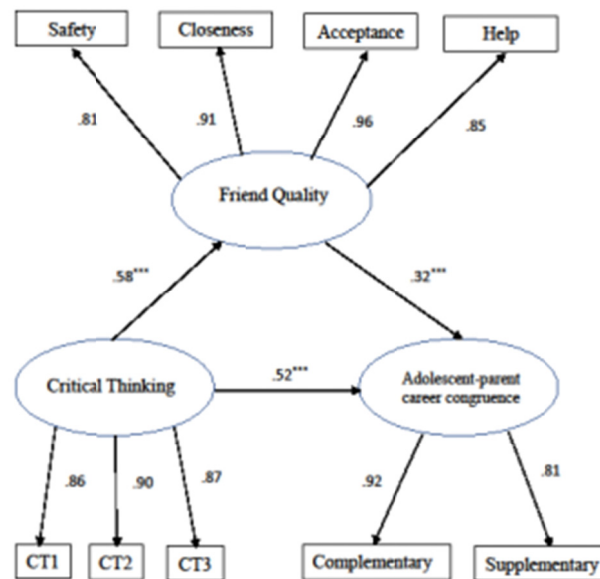 Safety Closeness Acceptance Help
.81 .91 .96 .85
Friend Quality
.58*** .32***
Critical Thinking .52*** Adolescent-parent
career congruence
.86 .90 .87 .92 .81
CT1 CT2 CT3 Complementary Supplementary